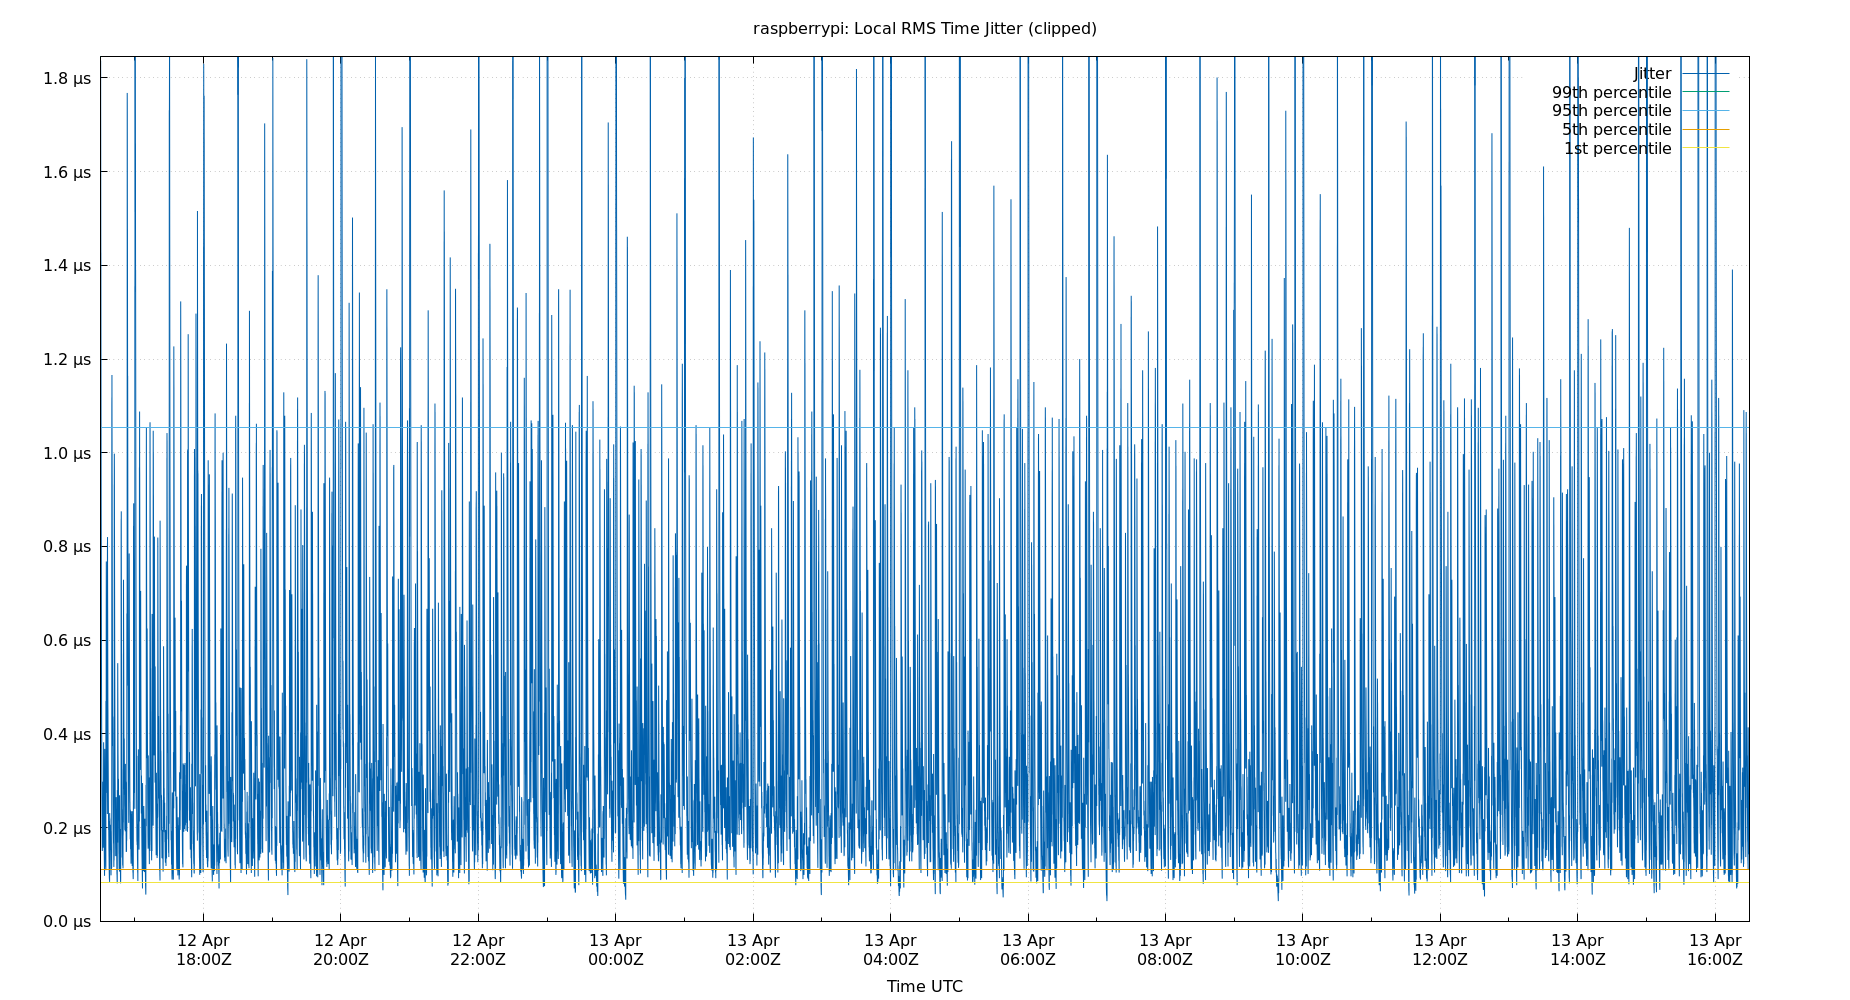 raspberrypi: Local RMS Time Jitter (clipped)
1.8 µs
1.6 µs
1.4 µs
1.2 µs
1.0 µs
0.8 µs
0.6 µs
0.4 µs
0.2 µs
0.0 µs
Jitter
99th percentile
95th percentile
5th percentile
1st percentile
12 Apr 12 Apr 12 Apr 13 Apr 13 Apr 13 Apr 13 Apr 13 Apr 13 Apr 13 Apr 13 Apr 13 Apr
18:00Z 20:00Z 22:00Z 00:00Z 02:00Z 04:00Z 06:00Z 08:00Z 10:00Z 12:00Z 14:00Z 16:00Z
Time UTC